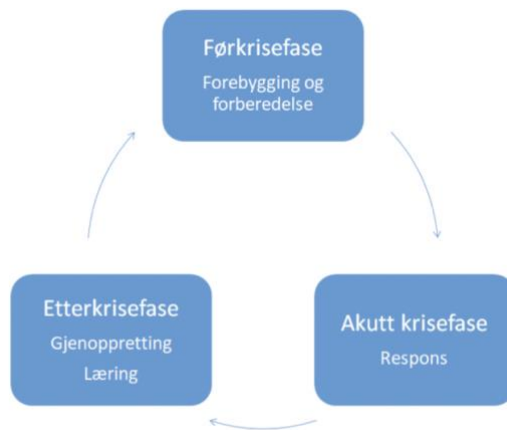 Førkrisefase
Forebygging og
forberedelse
Etterkrisefase
Gjenoppretting
Læring
Akutt krisefase
Respons